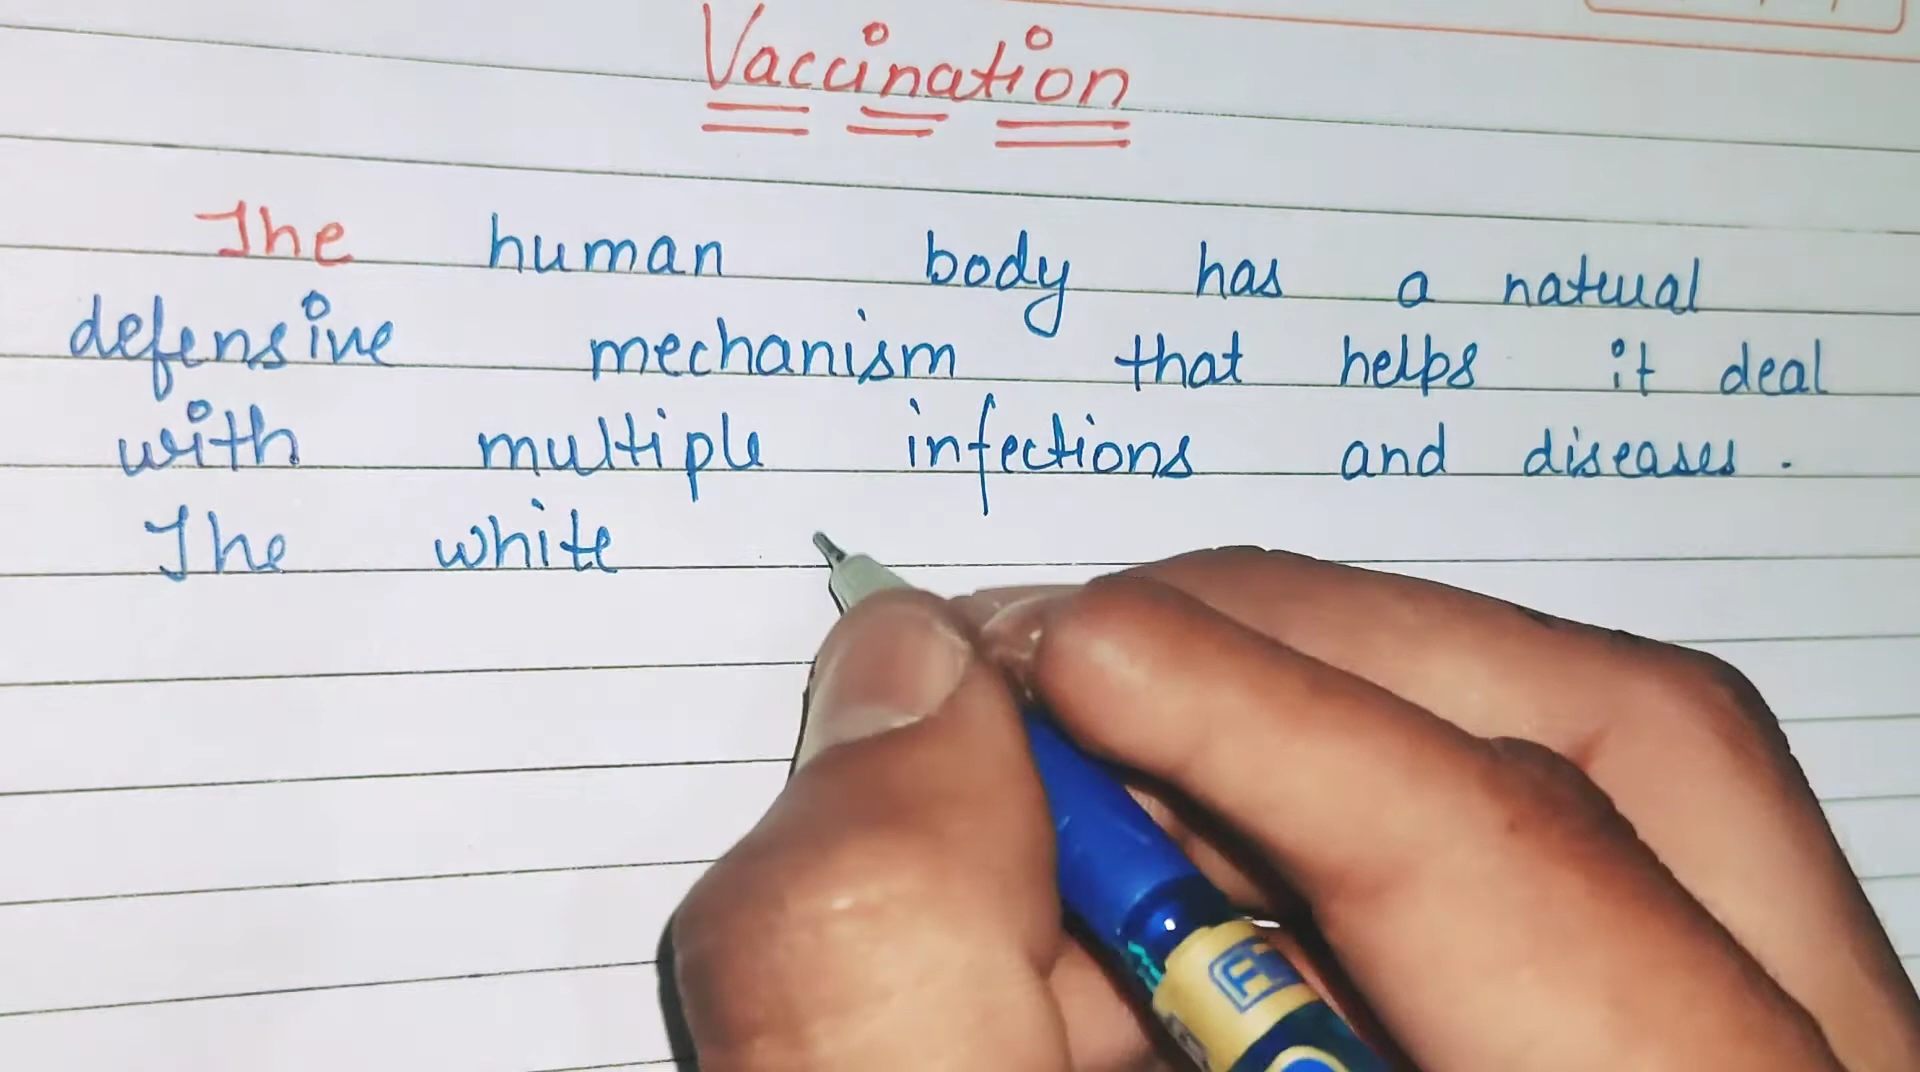 Vaccination
The human body has a natural
defensive mechanism that helps it deal
with multiple infections and diseases.
The white